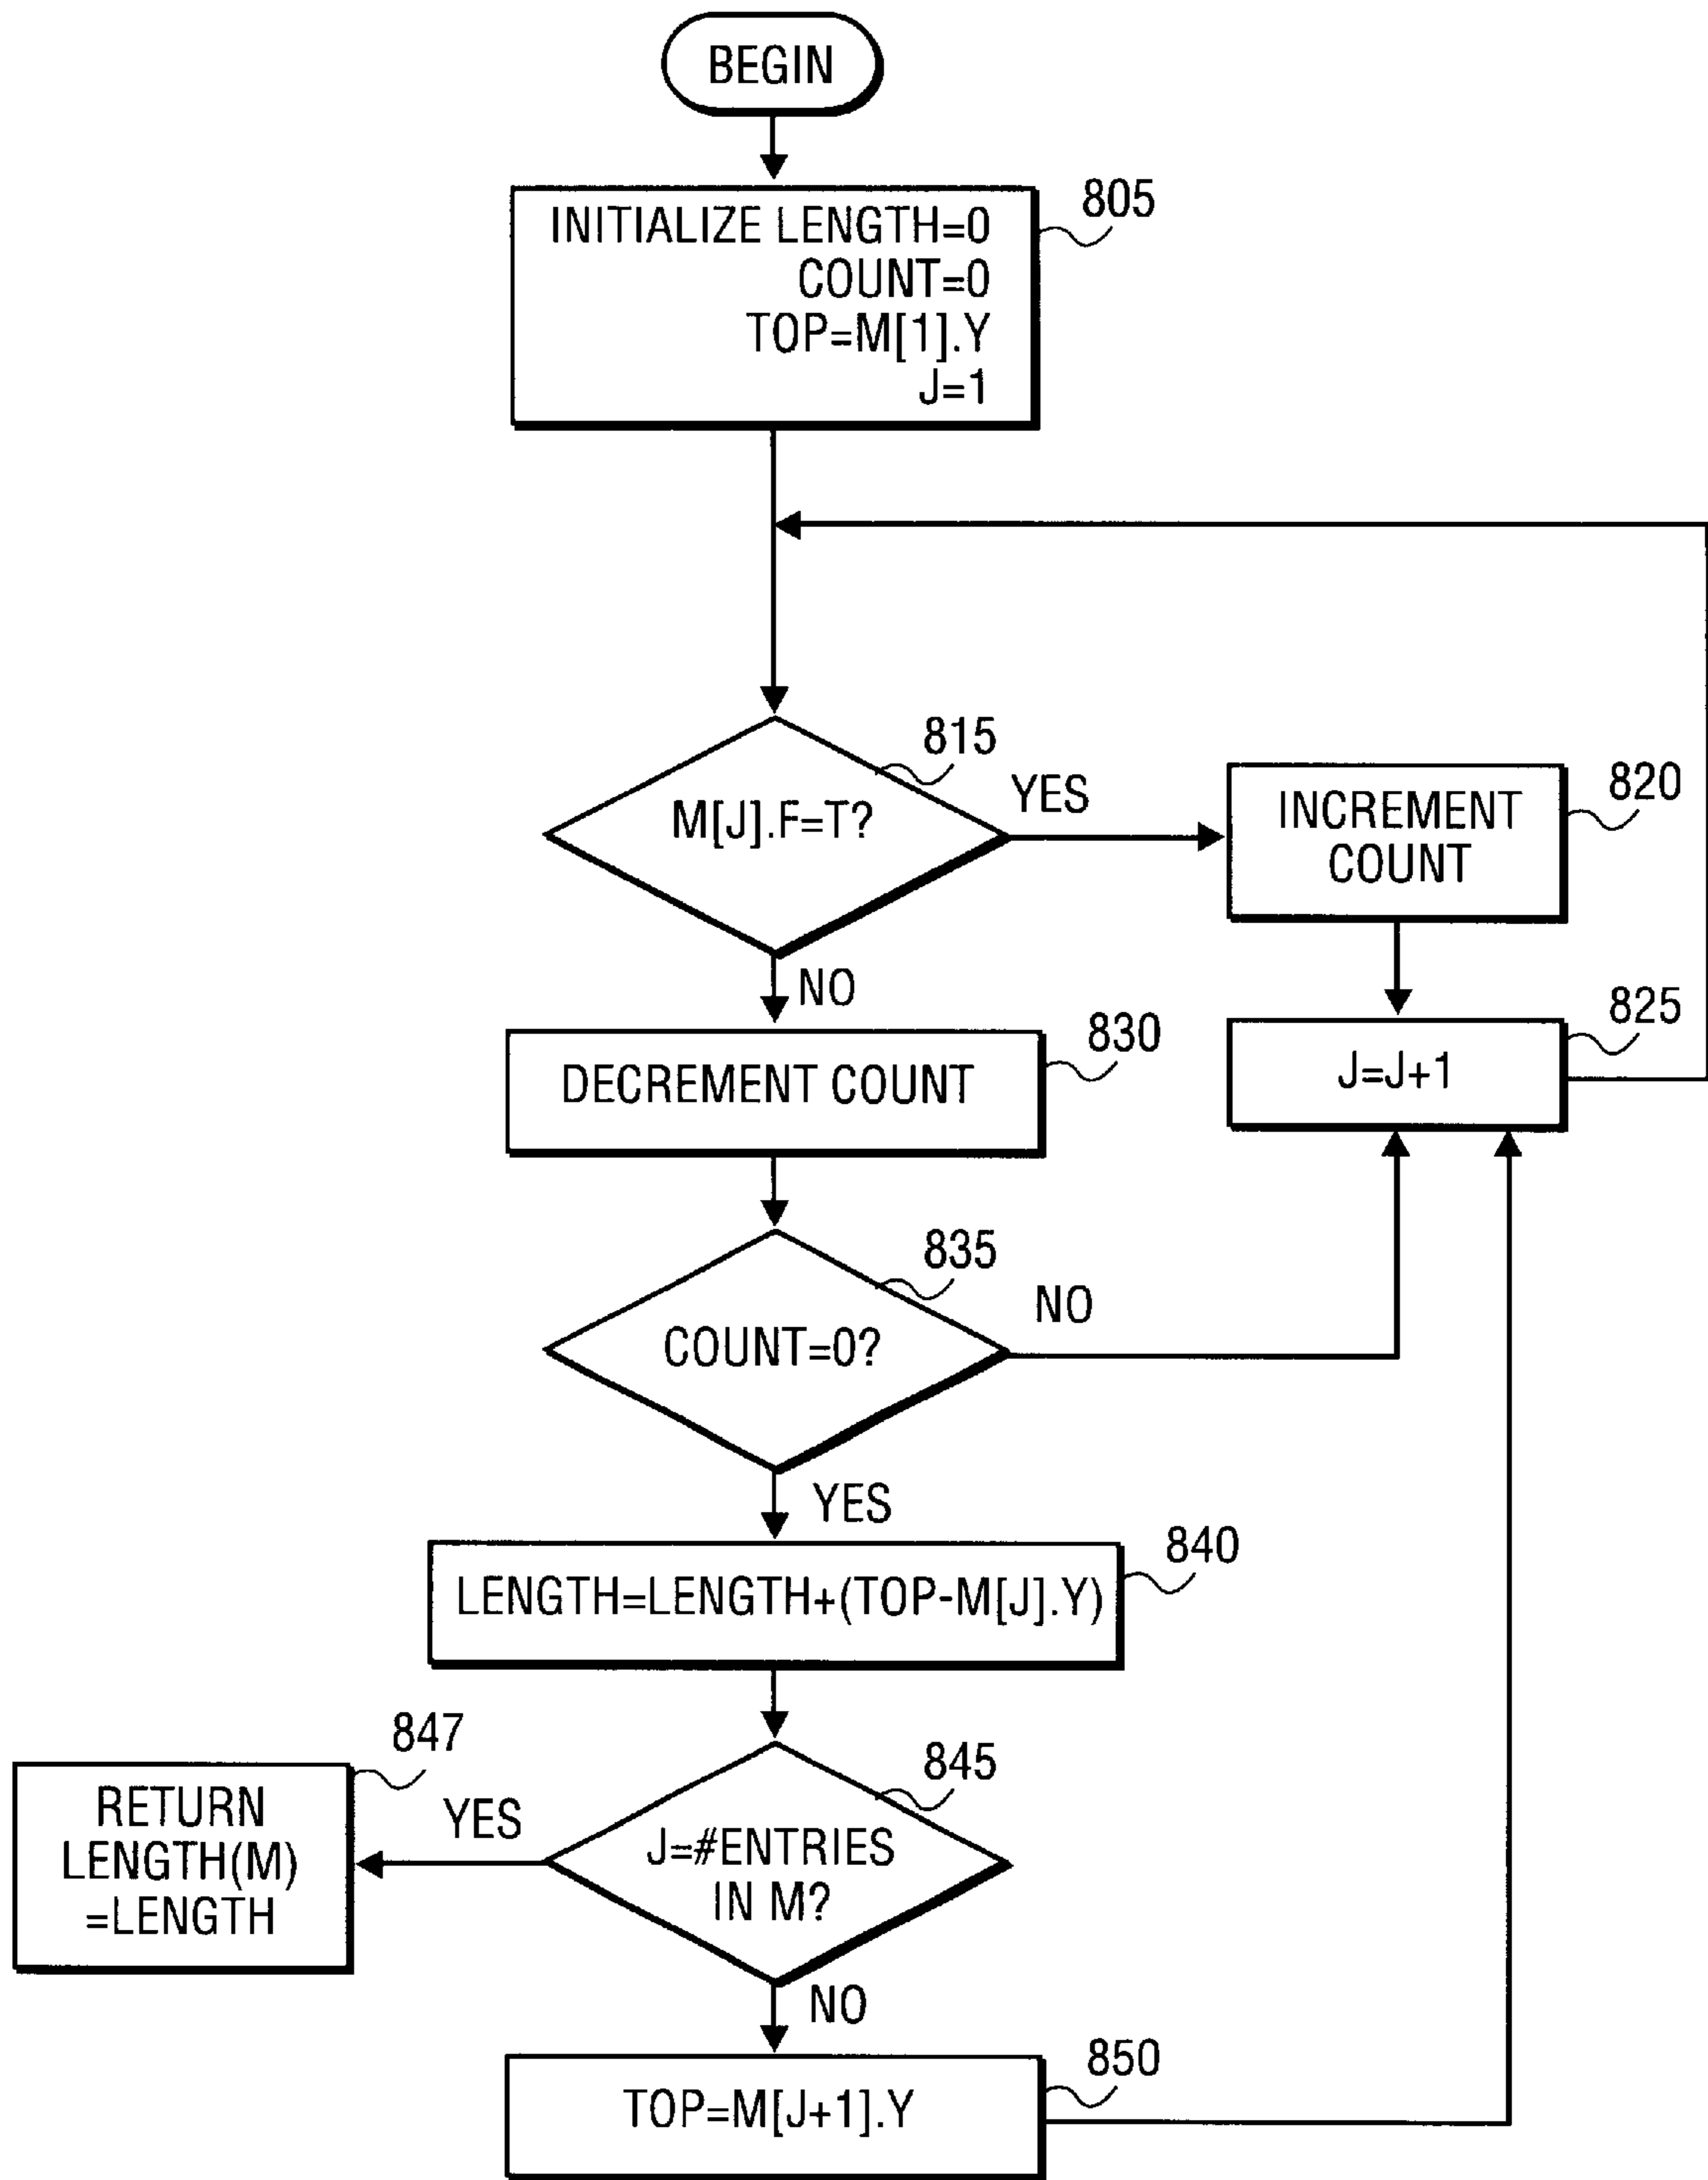 BEGIN
INITIALIZE LENGTH=0
COUNT=0
TOP=M[1].Y
J=1
805
M[J].F=T?
815
YES
INCREMENT
COUNT
820
NO
J=J+1
825
DECREMENT COUNT
830
COUNT=0?
835
NO
YES
LENGTH=LENGTH+(TOP-M[J].Y)
840
RETURN
LENGTH(M)
=LENGTH
847
YES
J=#ENTRIES
IN M?
845
NO
TOP=M[J+1].Y
850